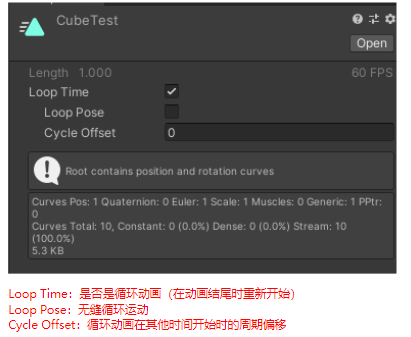 CubeTest
Open
Length 1.000 60 FPS
Loop Time
Loop Pose
Cycle Offset 0
Root contains position and rotation curves
Curves Pos: 1 Quaternion: 0 Euler: 1 Scale: 1 Muscles: 0 Generic: 1 PPtr:
0
Curves Total: 10, Constant: 0 (0.0%) Dense: 0 (0.0%) Stream: 10
(100.0%)
5.3 KB
Loop Time：是否是循环动画（在动画结尾时重新开始）
Loop Pose：无缝循环运动
Cycle Offset：循环动画在其他时间开始时的周期偏移